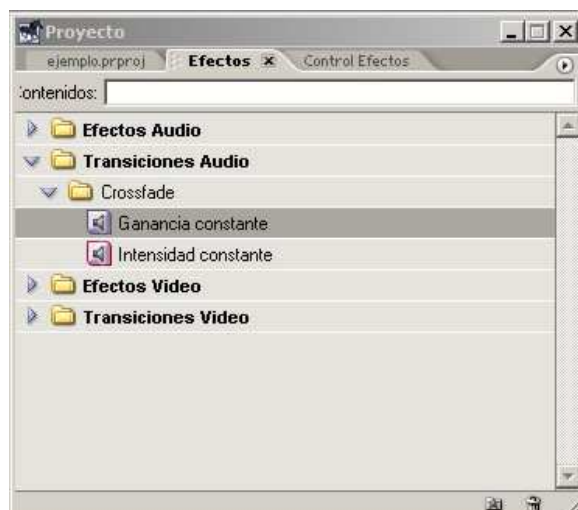 Proyecto
ejemplo.prproj Efectos x Control Efectos
ontenidos:
Efectos Audio
Transiciones Audio
Crossfade
Ganancia constante
Intensidad constante
Efectos Video
Transiciones Video